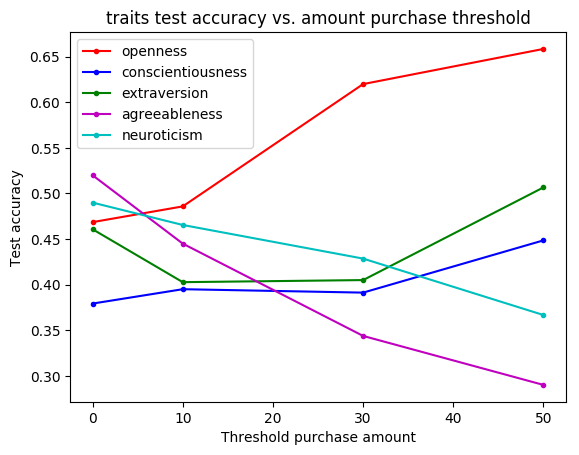 traits test accuracy vs. amount purchase threshold
openness
conscientiousness
extraversion
agreeableness
neuroticism
Test accuracy
0.65
0.60
0.55
0.50
0.45
0.40
0.35
0.30
0 10 20 30 40 50
Threshold purchase amount